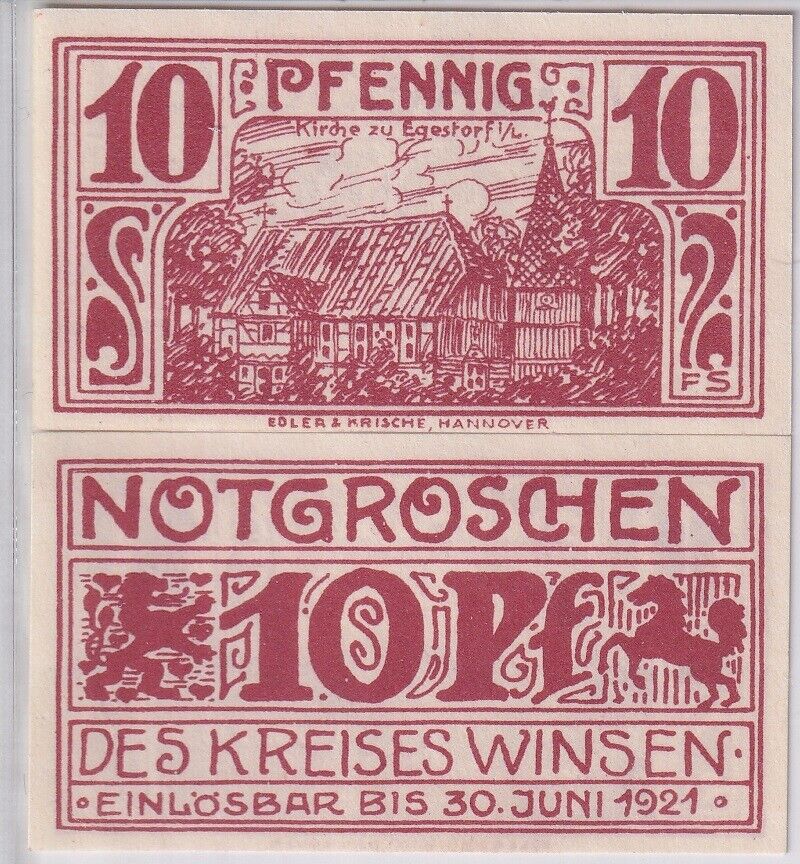 10 PFENNIG 10
Kirche zu Egestorf i/L.
FS
EDLER & KRISCHE, HANNOVER
NOTGROSCHEN
10 Pf
DES KREISES WINSEN·
• EINLÖSBAR BIS 30. JUNI 1921 •